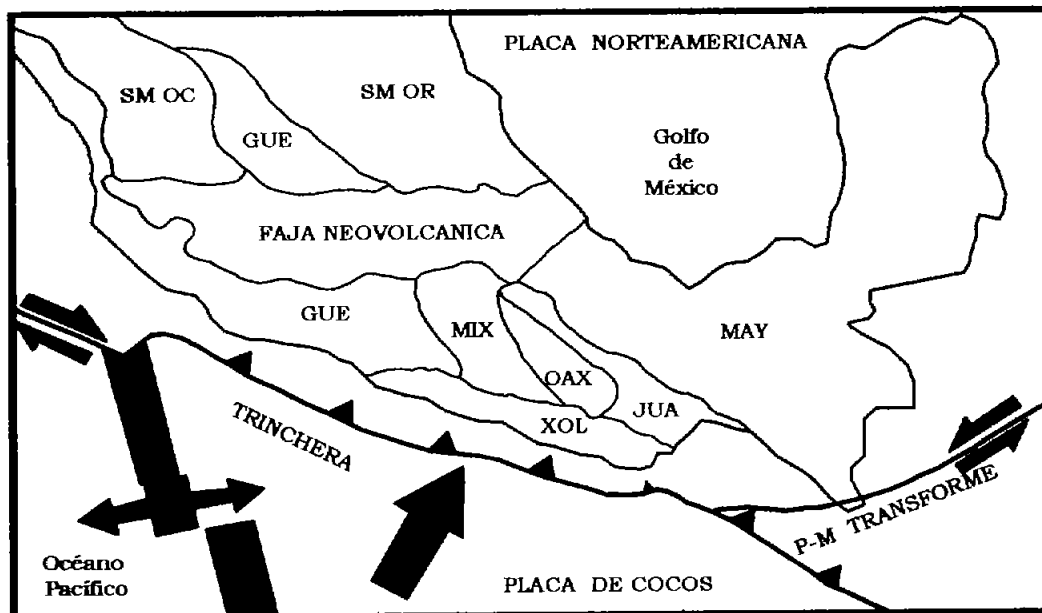 PLACA NORTEAMERICANA
SM OC
SM OR
GUE
Golfo
de
México
FAJA NEOVOLCANICA
GUE
MIX
MAY
OAX
JUA
XOL
TRINCHERA
P-M TRANSFORME
Océano
Pacífico
PLACA DE COCOS